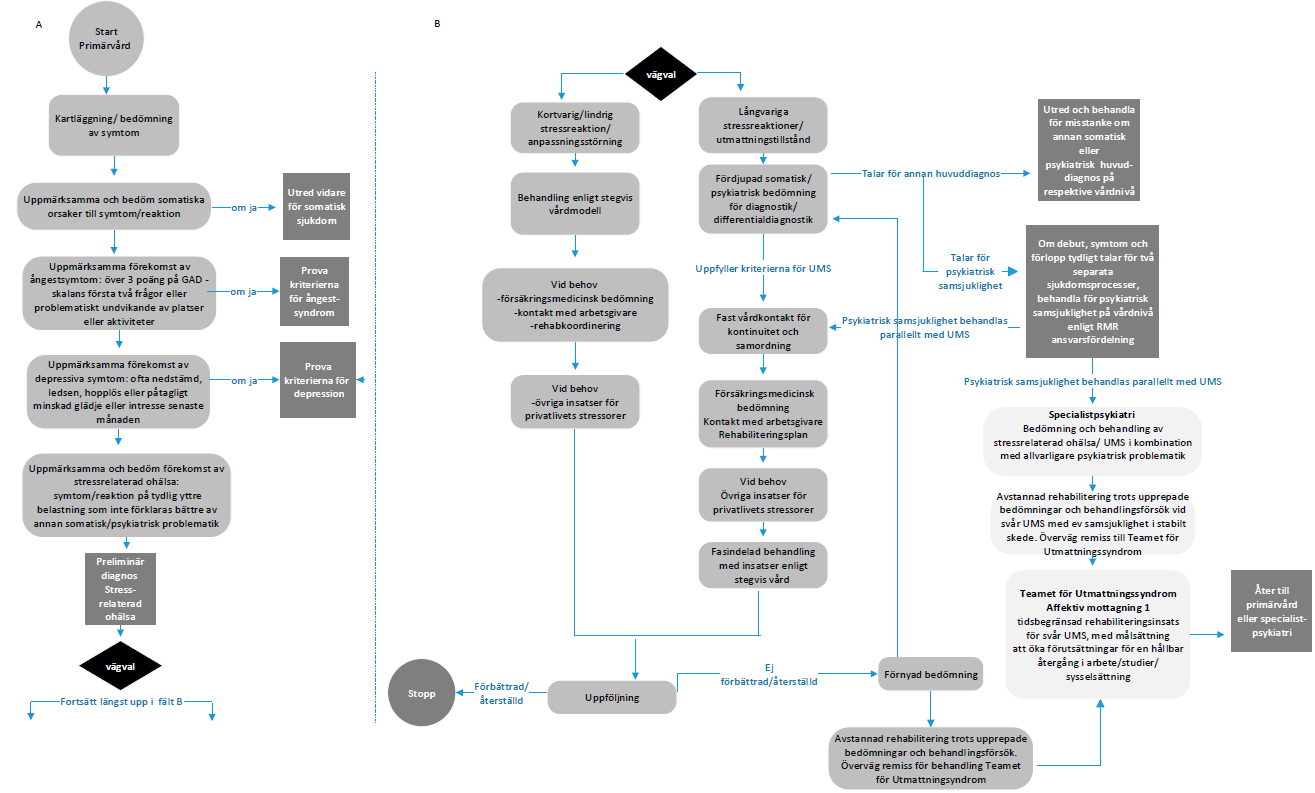 A
Start
Primärvård
Kartläggning/ bedömning
av symtom
Uppmärksamma och bedöm somatiska
orsaker till symtom/reaktion
om ja
Utred vidare
för somatisk
sjukdom
Uppmärksamma förekomst av
ångestsymtom: över 3 poäng på GAD -
skalans första två frågor eller
problematiskt undvikande av platser
eller aktiviteter
om ja
Prova
kriterierna
för ångest-
syndrom
Uppmärksamma förekomst av
depressiva symtom: ofta nedstämd,
ledsen, hopplös eller påtagligt
minskad glädje eller intresse senaste
månaden
om ja
Prova
kriterierna för
depression
Uppmärksamma och bedöm förekomst av
stressrelaterad ohälsa:
symtom/reaktion på tydlig yttre
belastning som inte förklaras bättre av
annan somatisk/psykiatrisk problematik
Preliminär
diagnos
Stress-
relaterad
ohälsa
vägval
Fortsätt längst upp i fält B
B
vägval
Kortvarig/lindrig
stressreaktion/
anpassningsstörning
Behandling enligt stegvis
vårdmodell
Vid behov
-försäkringsmedicinsk bedömning
-kontakt med arbetsgivare
-rehabkoordinering
Vid behov
-övriga insatser för
privatlivets stressorer
Långvariga
stressreaktioner/
utmattningstillstånd
Fördjupad somatisk/
psykiatrisk bedömning
för diagnostik/
differentialdiagnostik
Talar för annan huvuddiagnos
Utred och behandla
för misstanke om
annan somatisk
eller
psykiatrisk huvud-
diagnos på
respektive vårdnivå
Uppfyller kriterierna för UMS
Talar för
psykiatrisk
samsjuklighet
Om debut, symtom och
förlopp tydligt talar för två
separata
sjukdomsprocesser,
behandla för psykiatrisk
samsjuklighet på vårdnivå
enligt RMR
ansvarsfördelning
Fast vårdkontakt för
kontinuitet och
samordning
Psykiatrisk samsjuklighet behandlas
parallellt med UMS
Försäkringsmedicinsk
bedömning
Kontakt med arbetsgivare
Rehabiliteringsplan
Vid behov
Övriga insatser för
privatlivets stressorer
Fasindelad behandling
med insatser enligt
stegvis vård
Psykiatrisk samsjuklighet behandlas parallellt med UMS
Specialistpsykiatri
Bedömning och behandling av
stressrelaterad ohälsa/ UMS i kombination
med allvarligare psykiatrisk problematik
Avstannad rehabilitering trots upprepade
bedömningar och behandlingsförsök vid
svår UMS med ev samsjuklighet i stabilt
skede. Överväg remiss till Teamet för
Utmattningssyndrom
Teamet för Utmattningssyndrom
Affektiv mottagning 1
tidsbegränsad rehabiliteringsinsats
för svår UMS, med målsättning
att öka förutsättningar för en hållbar
återgång i arbete/studier/
sysselsättning
Åter till
primärvård
eller specialist-
psykiatri
Stopp
Förbättrad/
återställd
Uppföljning
Ej
förbättrad/återställd
Förnyad bedömning
Avstannad rehabilitering trots upprepade
bedömningar och behandlingsförsök.
Överväg remiss för behandling Teamet
för Utmattningsyndrom